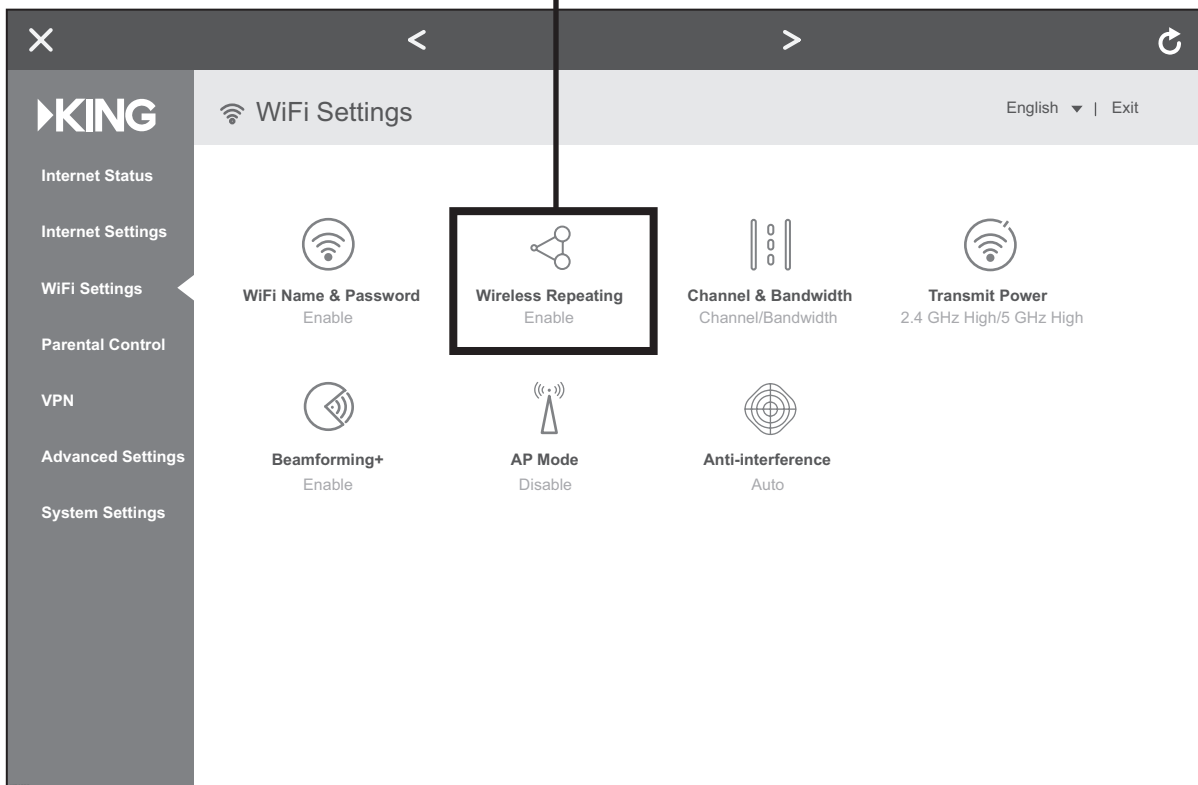 KING
WiFi Settings
English | Exit
Internet Status
Internet Settings
WiFi Settings
Parental Control
VPN
Advanced Settings
System Settings
WiFi Name & Password
Enable
Wireless Repeating
Enable
Channel & Bandwidth
Channel/Bandwidth
Transmit Power
2.4 GHz High/5 GHz High
Beamforming+
Enable
AP Mode
Disable
Anti-interference
Auto